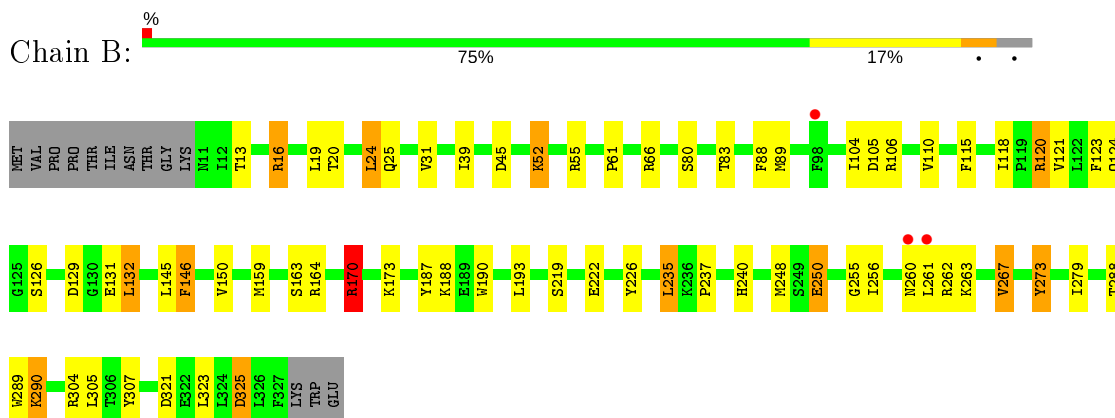 %
Chain B:
75% 17% • •
MET VAL PRO PRO THR ILE ASN THR GLY LYS N11 I12 T13 R16 L19 T20 L24 Q25 V31 I39 D45 K52 R55 P61 R66 S80 T83 F88 M89 F98 I104 D105 R106 V110 F115 I118 P119 R120 V121 L122 F123
G125 S126 D129 G130 E131 L132 L145 F146 V150 M159 S163 R164 R170 K173 Y187 K188 E189 W190 L193 S219 E222 Y226 L235 K236 P237 H240 M248 S249 E250 G255 I256 N260 L261 R262 K263 V267 Y273 I279 T288
W289 K290 R304 L305 T306 Y307 D321 E322 L323 L324 D325 L326 F327 LYS TRP GLU